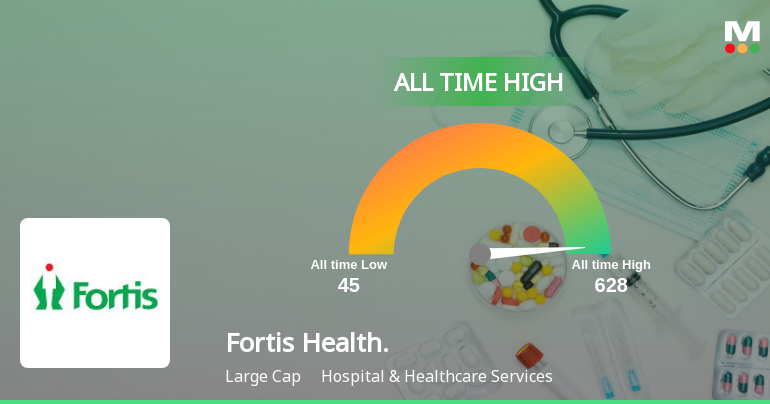 M
ALL TIME HIGH
All time Low
45
All time High
628
Fortis
Fortis Health.
Large Cap Hospital & Healthcare Services